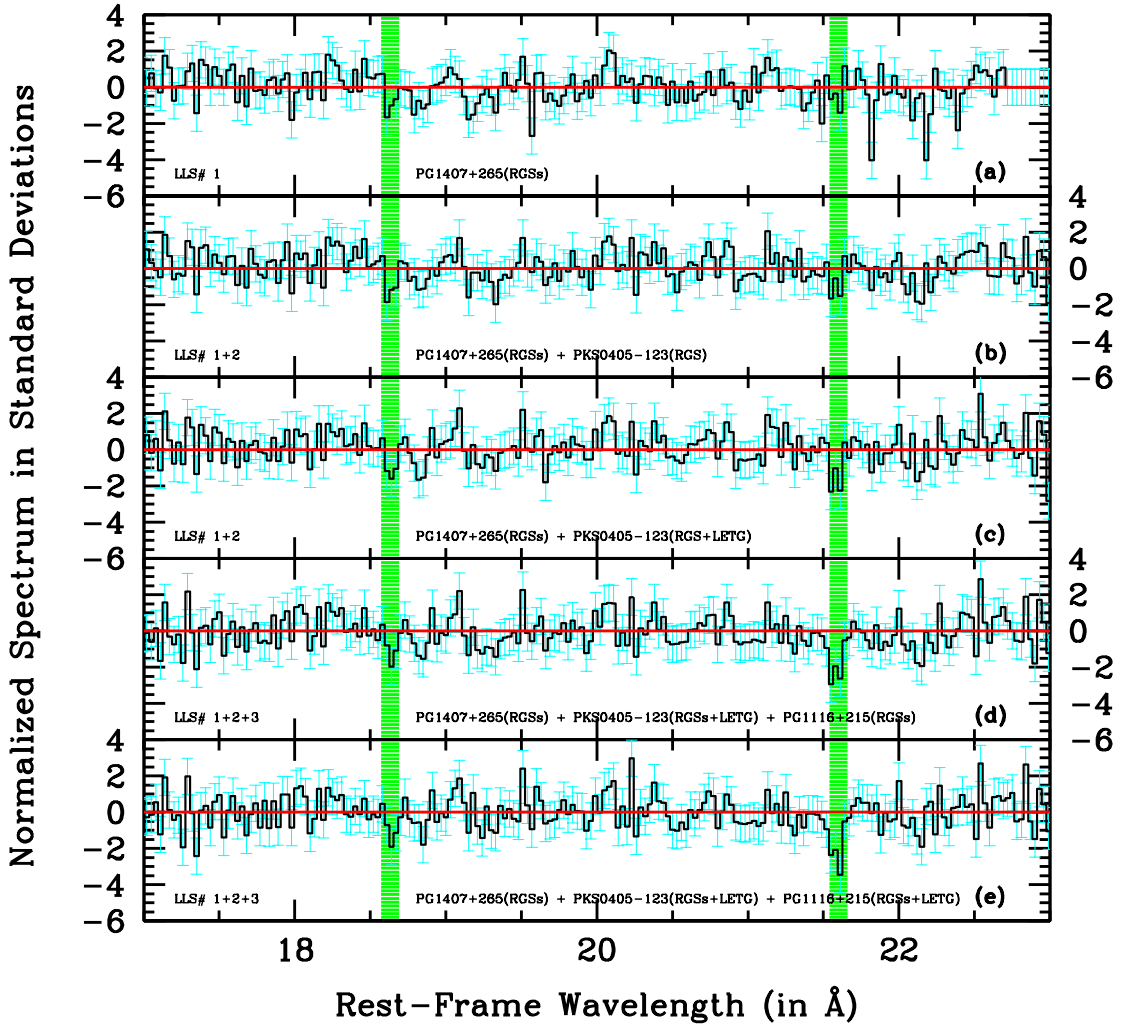 Normalized Spectrum in Standard Deviations
4
2
0
−2
−4
−6
LLS# 1
PG1407+265(RGSs)
(a)
4
2
0
−2
−4
−6
LLS# 1+2
PG1407+265(RGSs) + PKS0405−123(RGS)
(b)
4
2
0
−2
−4
−6
LLS# 1+2
PG1407+265(RGSs) + PKS0405−123(RGS+LETG)
(c)
4
2
0
−2
−4
−6
LLS# 1+2+3
PG1407+265(RGSs) + PKS0405−123(RGSs+LETG) + PG1116+215(RGSs)
(d)
4
2
0
−2
−4
−6
LLS# 1+2+3
PG1407+265(RGSs) + PKS0405−123(RGSs+LETG) + PG1116+215(RGSs+LETG)
(e)
18 20 22
Rest−Frame Wavelength (in Å)